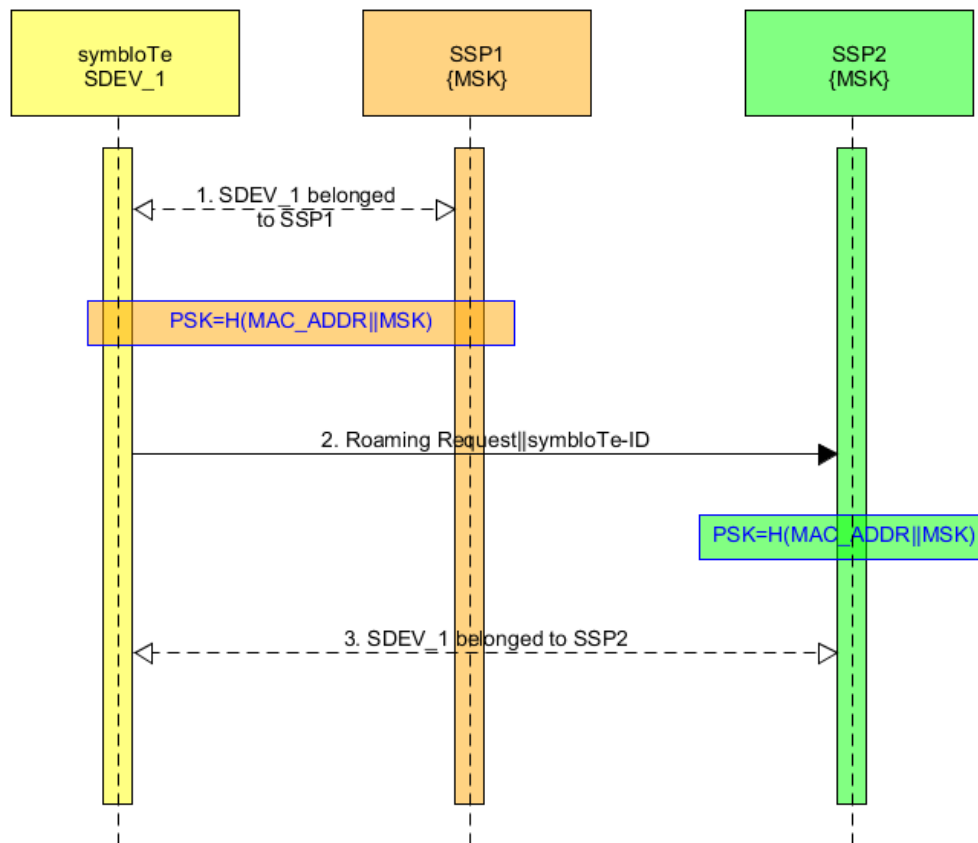 symbIoTe
SDEV_1
SSP1
{MSK}
SSP2
{MSK}
1. SDEV_1 belonged
to SSP1
PSK=H(MAC_ADDR||MSK)
2. Roaming Request||symbIoTe-ID
PSK=H(MAC_ADDR||MSK)
3. SDEV_1 belonged to SSP2